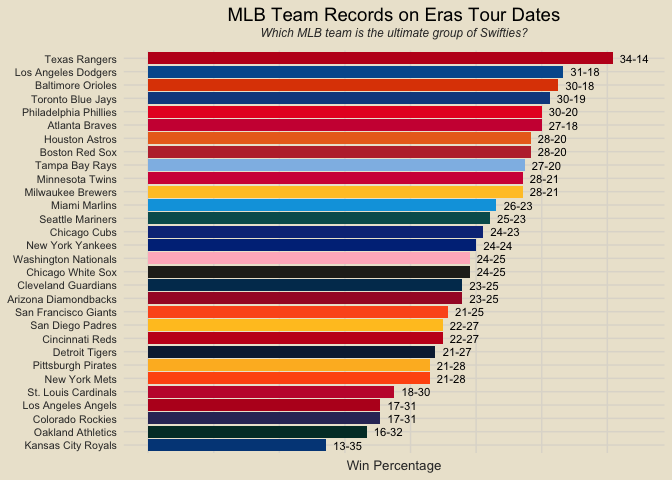 MLB Team Records on Eras Tour Dates
Which MLB team is the ultimate group of Swifties?
Texas Rangers 34-14
Los Angeles Dodgers 31-18
Baltimore Orioles 30-18
Toronto Blue Jays 30-19
Philadelphia Phillies 30-20
Atlanta Braves 27-18
Houston Astros 28-20
Boston Red Sox 28-20
Tampa Bay Rays 27-20
Minnesota Twins 28-21
Milwaukee Brewers 28-21
Miami Marlins 26-23
Seattle Mariners 25-23
Chicago Cubs 24-23
New York Yankees 24-24
Washington Nationals 24-25
Chicago White Sox 24-25
Cleveland Guardians 23-25
Arizona Diamondbacks 23-25
San Francisco Giants 21-25
San Diego Padres 22-27
Cincinnati Reds 22-27
Detroit Tigers 21-27
Pittsburgh Pirates 21-28
New York Mets 21-28
St. Louis Cardinals 18-30
Los Angeles Angels 17-31
Colorado Rockies 17-31
Oakland Athletics 16-32
Kansas City Royals 13-35
Win Percentage